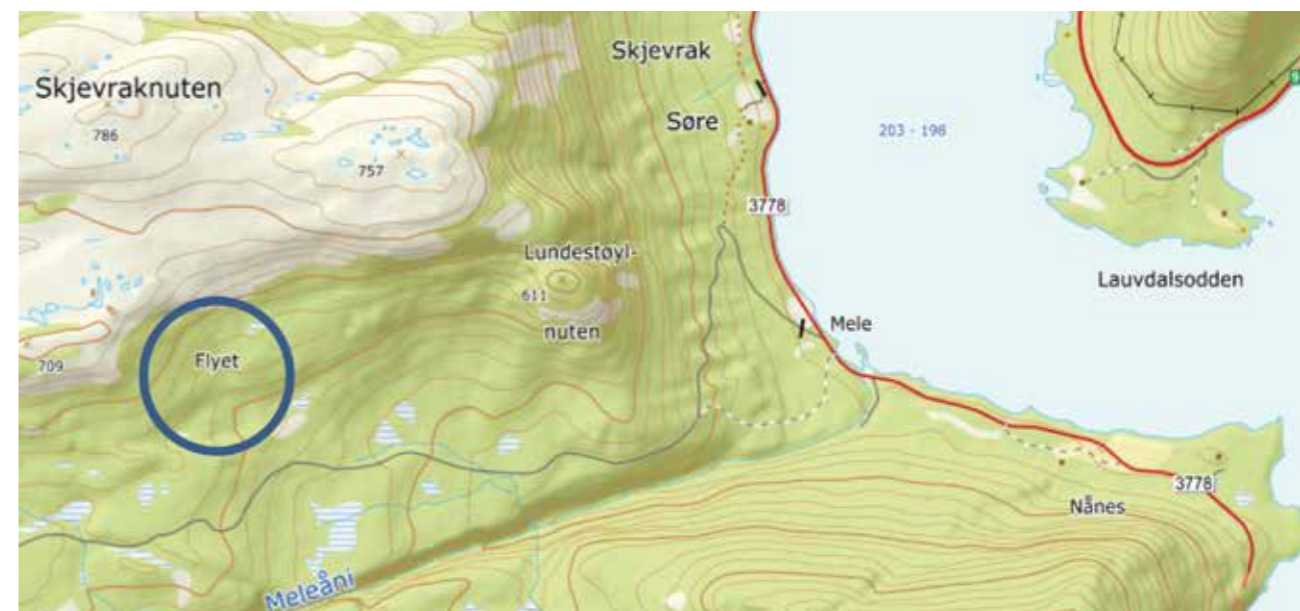 Skjevrak
Skjevraknuten
786
Søre
203 - 198
757
3778
Lundestøyl-
611
nuten
Lauvdalsodden
Mele
709
Flyet
3778
Nånes
Meleåni